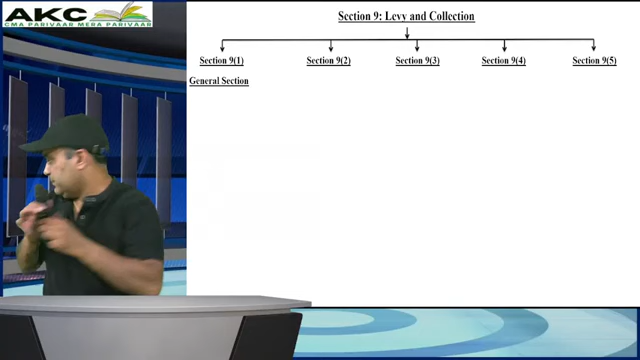 AKC
CMA PARIVAAR MERA PARIVAAR
Section 9: Levy and Collection
Section 9(1) Section 9(2) Section 9(3) Section 9(4) Section 9(5)
General Section